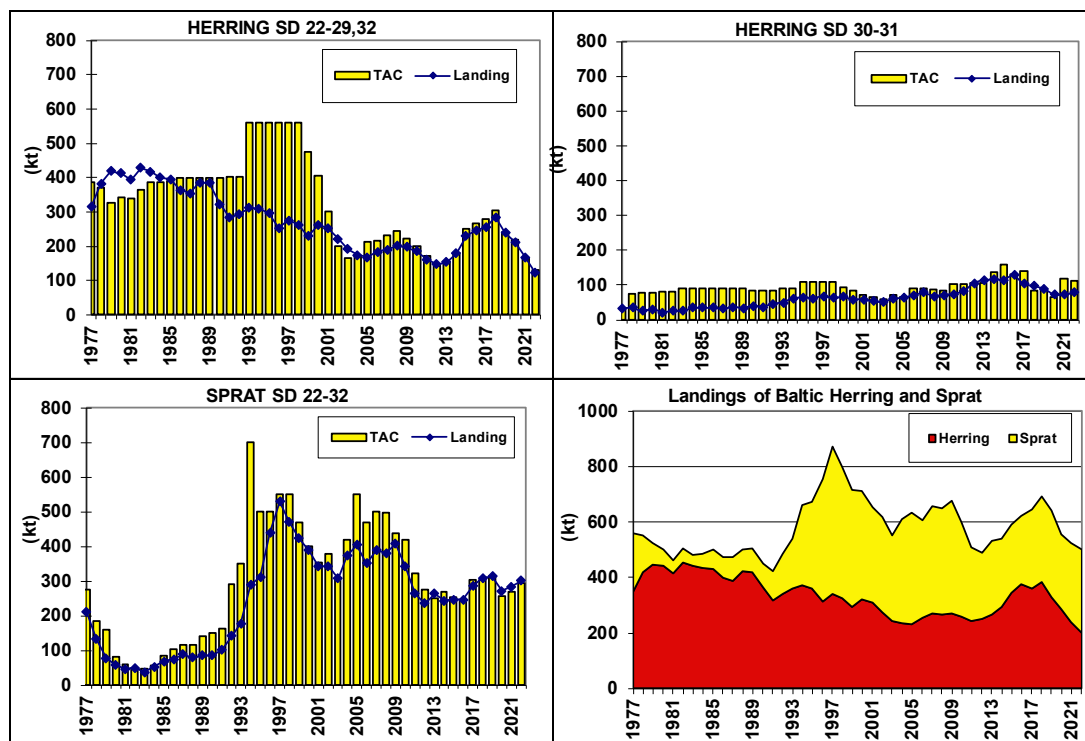 HERRING SD 22-29,32
800
700
600
500
400
300
200
100
0
(kt)
TAC Landing
1977 1981 1985 1989 1993 1997 2001 2005 2009 2013 2017 2021
HERRING SD 30-31
800
700
600
500
400
300
200
100
0
(kt)
TAC Landing
1977 1981 1985 1989 1993 1997 2001 2005 2009 2013 2017 2021
SPRAT SD 22-32
800
700
600
500
400
300
200
100
0
(kt)
TAC Landing
1977 1981 1985 1989 1993 1997 2001 2005 2009 2013 2017 2021
Landings of Baltic Herring and Sprat
1000
800
600
400
200
0
(kt)
Herring Sprat
1977 1981 1985 1989 1993 1997 2001 2005 2009 2013 2017 2021